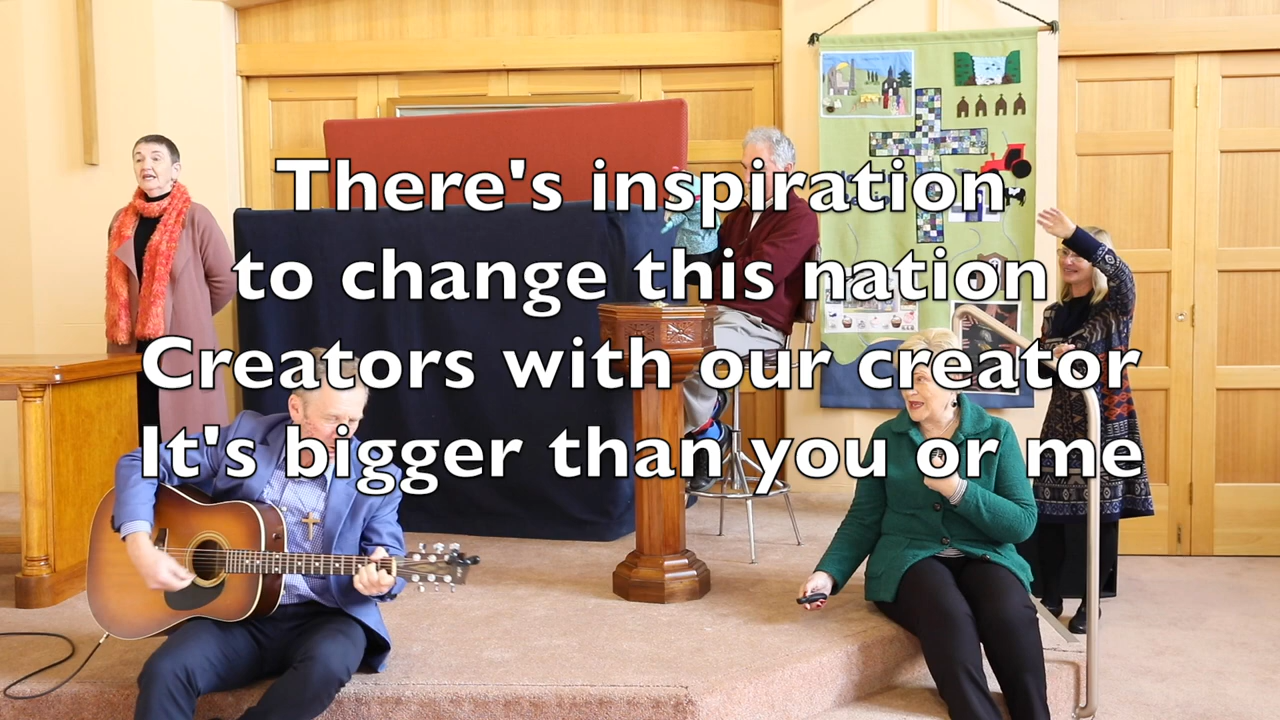 There's inspiration
to change this nation
Creators with our creator
It's bigger than you or me